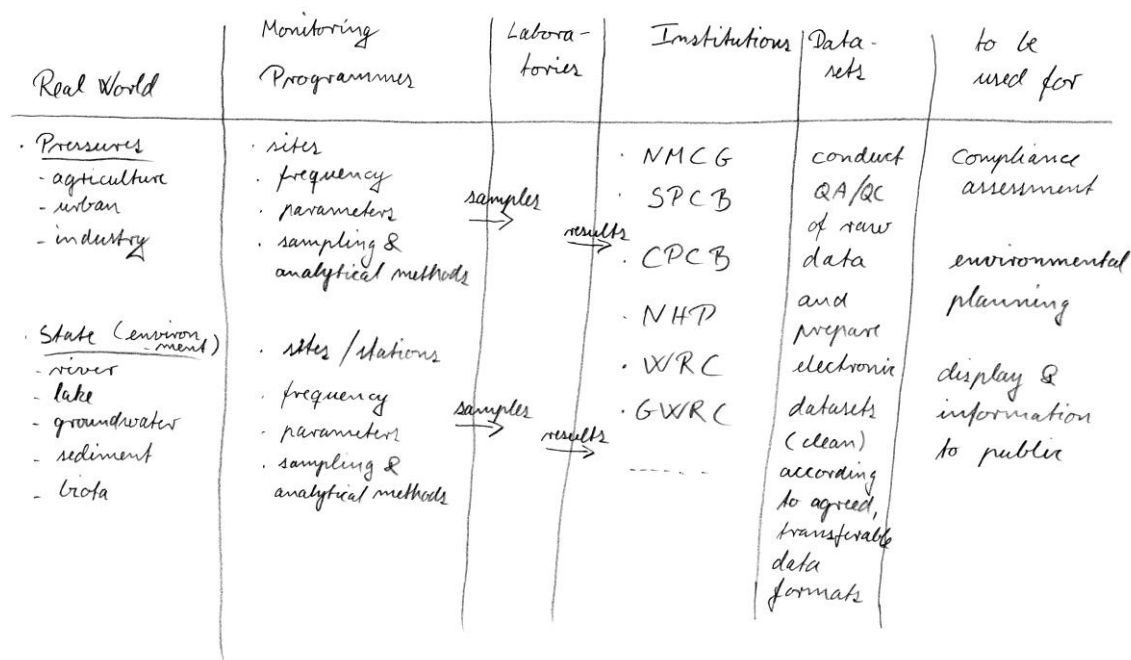 Real World
Monitoring
Programmes
Labora-
tories
Institutions
Data-
sets
to be
used for
· Pressures
- agriculture
- urban
- industry
· State (environ
-ment)
- river
- lake
- groundwater
- sediment
- biota
· sites
· frequency
· parameters
· sampling &
analytical methods
· sites / stations
· frequency
· parameters
· sampling &
analytical methods
samples
→
samples
→
results
→
results
→
· NMCG
· SPCB
· CPCB
· NHP
· WRC
· GWRC
------
conduct
QA/QC
of raw
data
and
prepare
electronic
datasets
(clean)
according
to agreed,
transferable
data
formats
Compliance
assessment
environmental
planning
display &
information
to public